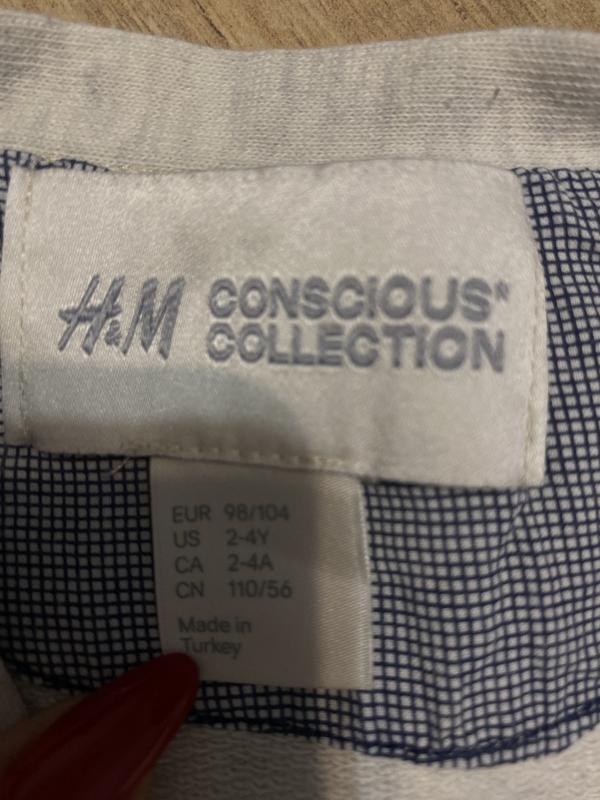 H&M CONSCIOUS*
COLLECTION
EUR 98/104
US 2-4Y
CA 2-4A
CN 110/56
Made in
Turkey